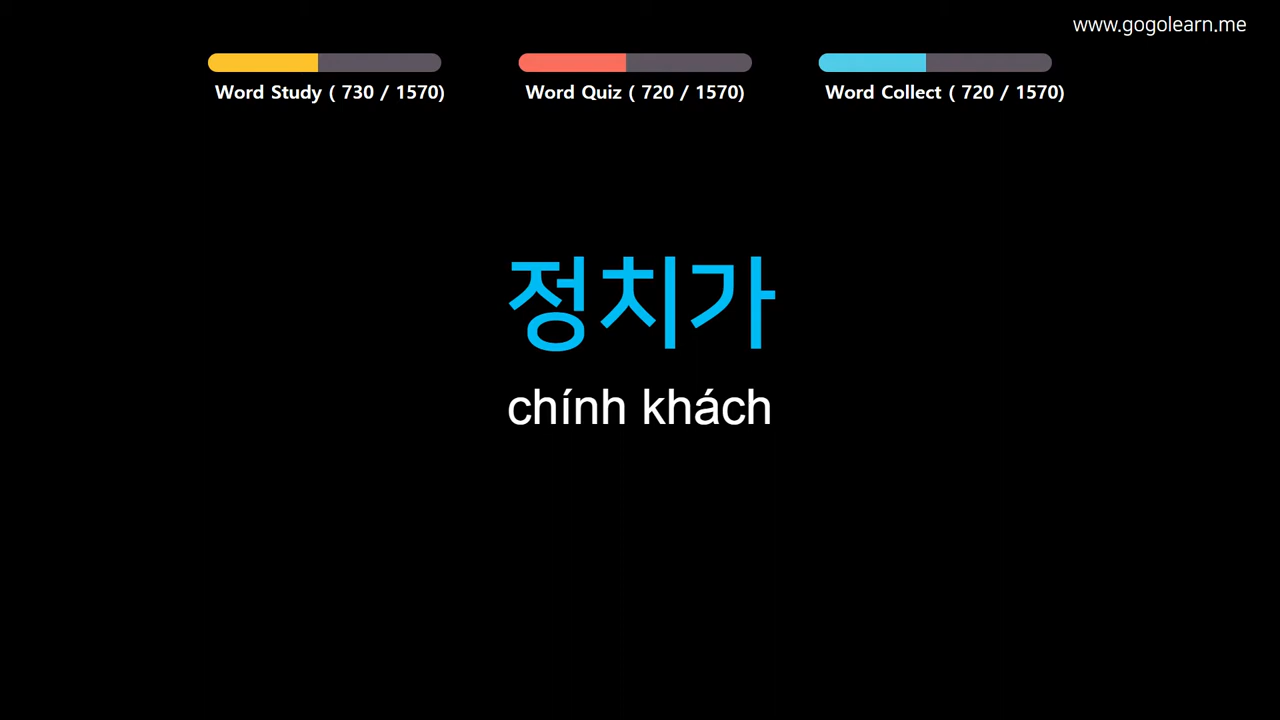 www.gogolearn.me
Word Study ( 730 / 1570)
Word Quiz ( 720 / 1570)
Word Collect ( 720 / 1570)
정치가
chính khách